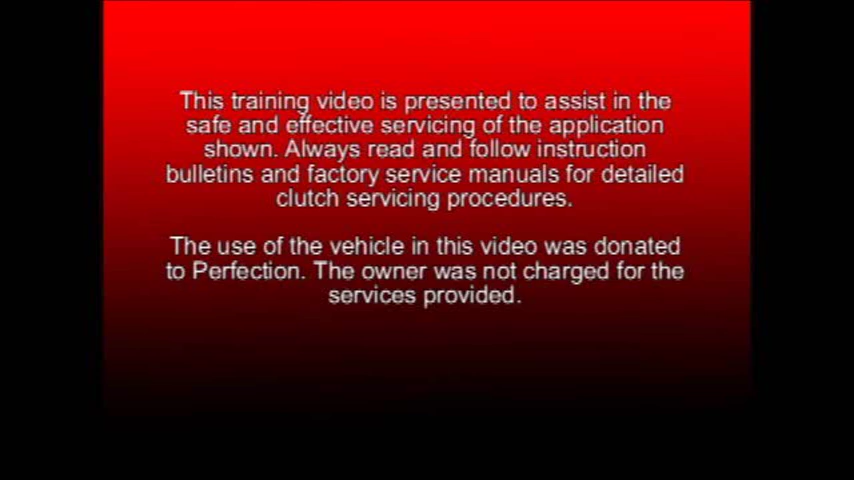 This training video is presented to assist in the
safe and effective servicing of the application
shown. Always read and follow instruction
bulletins and factory service manuals for detailed
clutch servicing procedures.
The use of the vehicle in this video was donated
to Perfection. The owner was not charged for the
services provided.